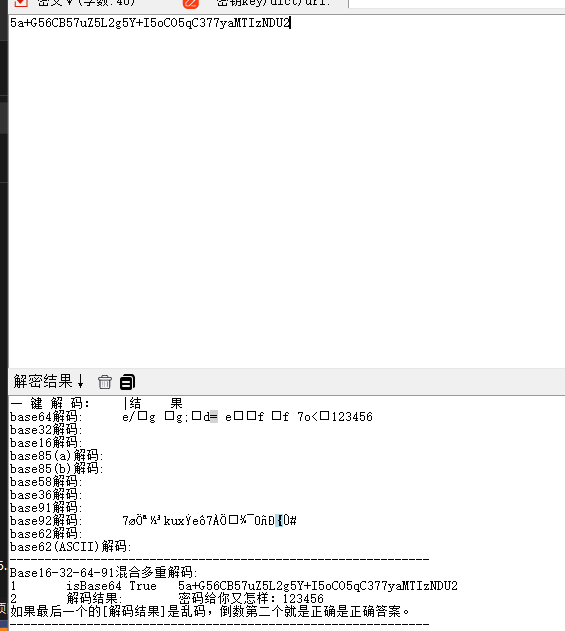 密文↓(字数:40) 密钥key/dict/url:
5a+G56CB57uZ5L2g5Y+I5oCO5qC377yaMTIzNDU2
解密结果↓
一 键 解 码: |结 果
base64解码: e/□g □g;□d= e□□f □f 7o<□123456
base32解码:
base16解码:
base85(a)解码:
base85(b)解码:
base58解码:
base36解码:
base91解码:
base92解码:
base62解码:
base62(ASCII)解码:
Base16-32-64-91混合多重解码:
1 isBase64 True 5a+G56CB57uZ5L2g5Y+I5oCO5qC377yaMTIzNDU2
2 解码结果: 密码给你又怎样：123456
如果最后一个的[解码结果]是乱码，倒数第二个就是正确是正确答案。